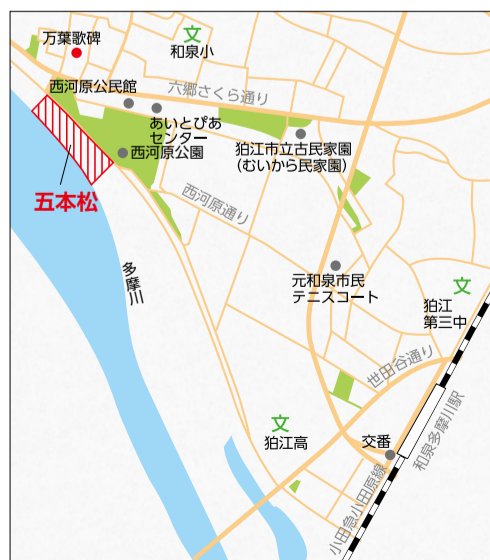 万葉歌碑
文
和泉小
西河原公民館
六郷さくら通り
あいとぴあ
センター
西河原公園
狛江市立古民家園
(むいから民家園)
五本松
西河原通り
多摩川
元和泉市民
テニスコート
文
狛江
第三中
世田谷通り
文
狛江高
交番
和泉多摩川駅
小田急小田原線